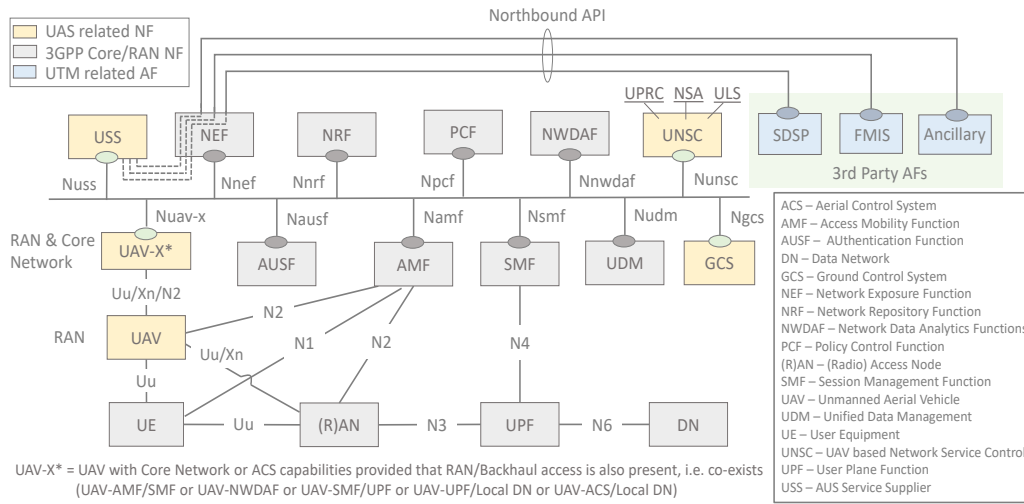 Northbound API
UAS related NF
3GPP Core/RAN NF
UTM related AF
UPRC NSA ULS
USS NEF NRF PCF NWDAF UNSC SDSP FMIS Ancillary
3rd Party AFs
Nuss Nnef Nnrf Npcf Nnwdaf Nunsc
Nuav-x Nausf Namf Nsmf Nudm Ngcs
RAN & Core
Network
UAV-X* AUSF AMF SMF UDM GCS
Uu/Xn/N2
RAN UAV N2
Uu/Xn N1 N2 N4
Uu
UE Uu (R)AN N3 UPF N6 DN
UAV-X* = UAV with Core Network or ACS capabilities provided that RAN/Backhaul access is also present, i.e. co-exists
(UAV-AMF/SMF or UAV-NWDAF or UAV-SMF/UPF or UAV-UPF/Local DN or UAV-ACS/Local DN)
ACS – Aerial Control System
AMF – Access Mobility Function
AUSF – AUthentication Function
DN – Data Network
GCS – Ground Control System
NEF – Network Exposure Function
NRF – Network Repository Function
NWDAF – Network Data Analytics Functions
PCF – Policy Control Function
(R)AN – (Radio) Access Node
SMF – Session Management Function
UAV – Unmanned Aerial Vehicle
UDM – Unified Data Management
UE – User Equipment
UNSC – UAV based Network Service Control
UPF – User Plane Function
USS – AUS Service Supplier